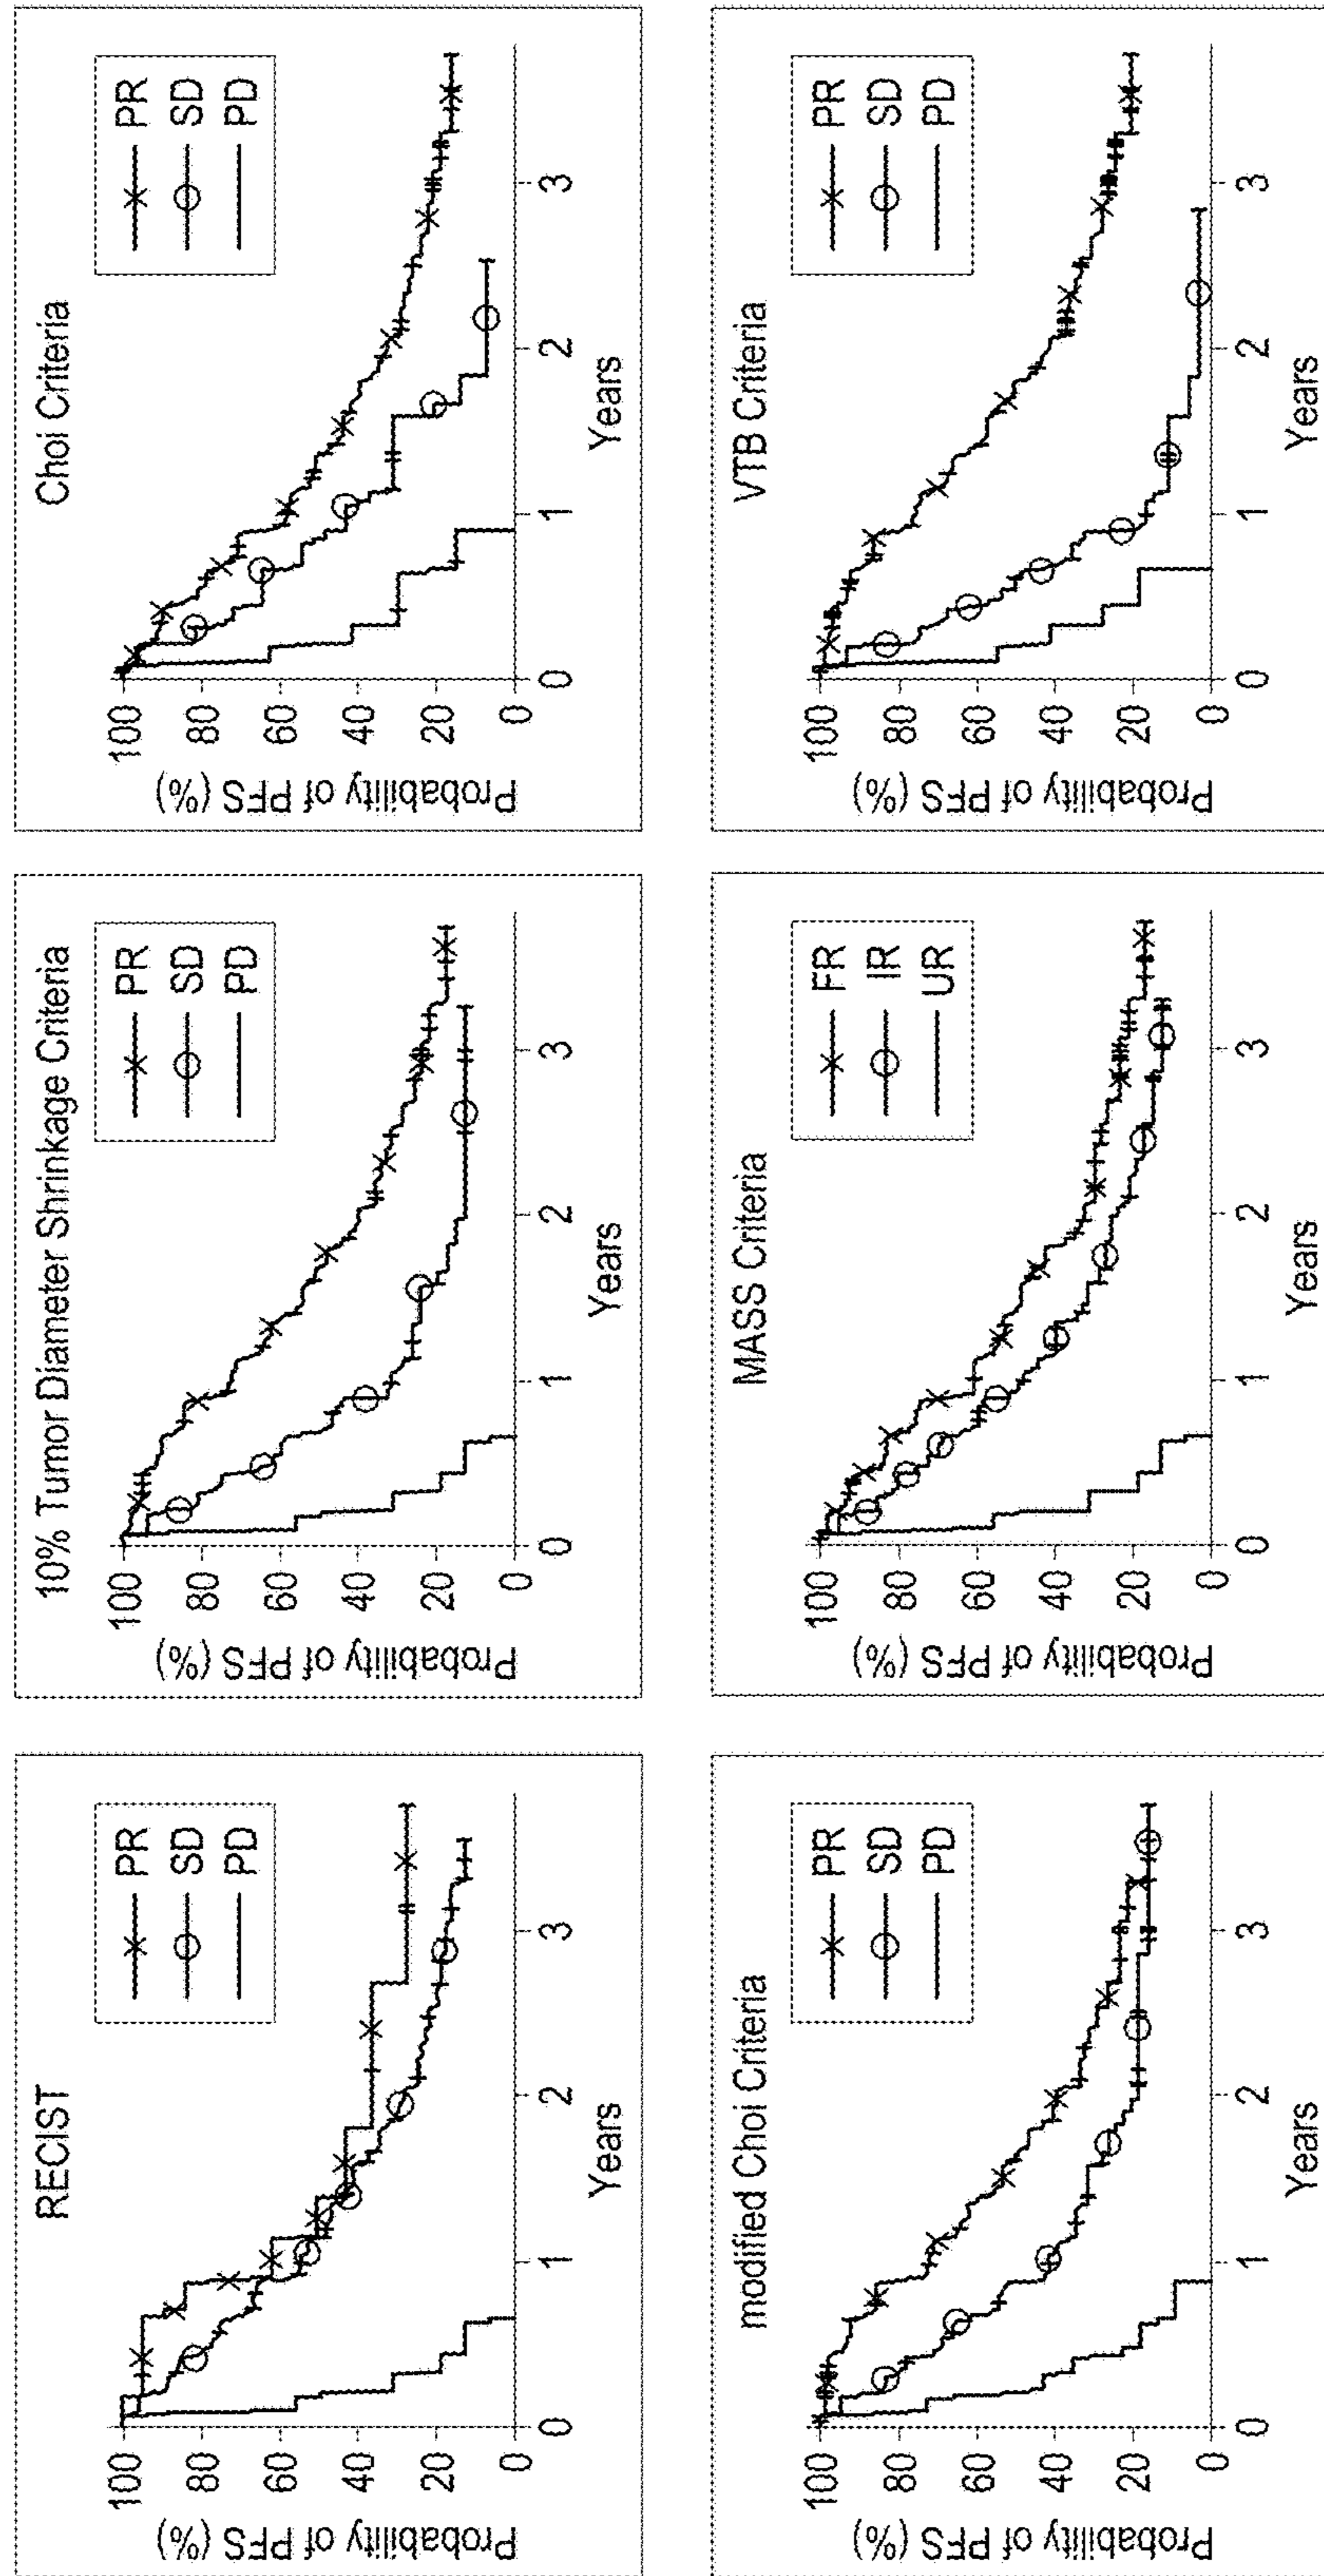 RECIST
PR
SD
PD
Probability of PFS (%)
100
80
60
40
20
0
0 1 2 3
Years
10% Tumor Diameter Shrinkage Criteria
PR
SD
PD
Probability of PFS (%)
100
80
60
40
20
0
0 1 2 3
Years
Choi Criteria
PR
SD
PD
Probability of PFS (%)
100
80
60
40
20
0
0 1 2 3
Years
modified Choi Criteria
PR
SD
PD
Probability of PFS (%)
100
80
60
40
20
0
0 1 2 3
Years
MASS Criteria
FR
IR
UR
Probability of PFS (%)
100
80
60
40
20
0
0 1 2 3
Years
VTB Criteria
PR
SD
PD
Probability of PFS (%)
100
80
60
40
20
0
0 1 2 3
Years